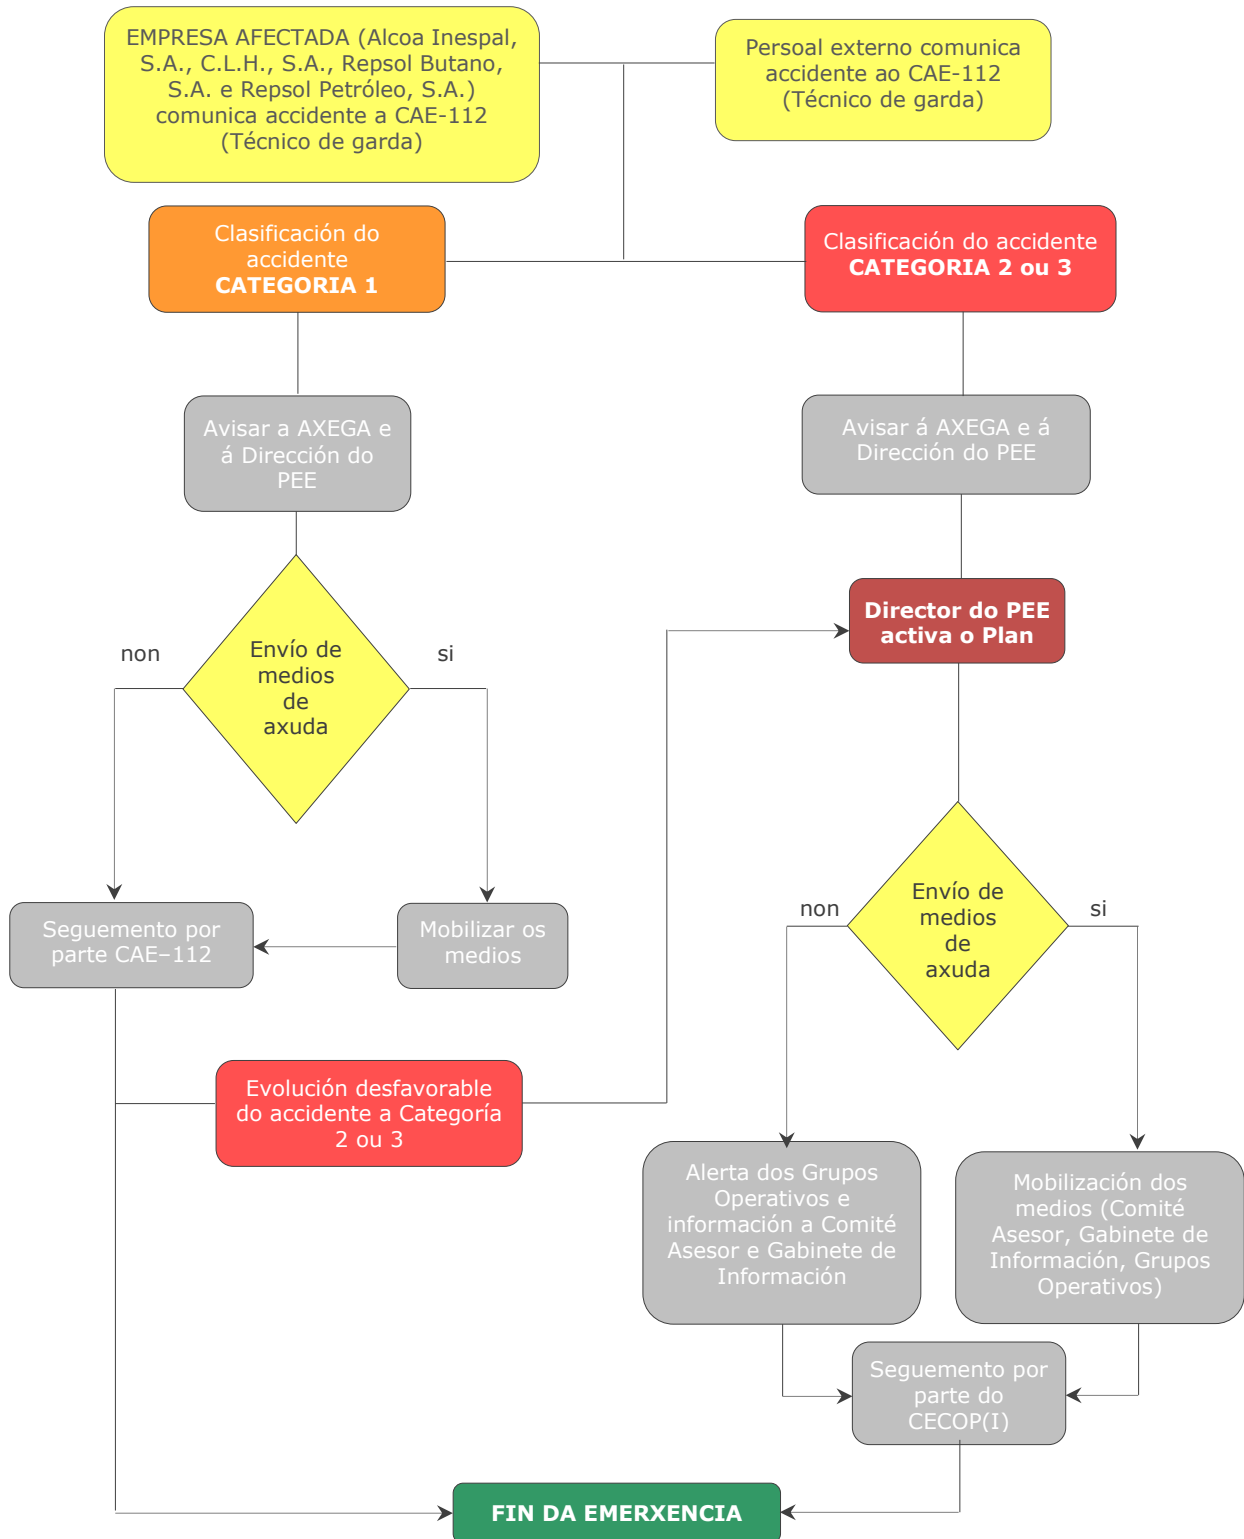 EMPRESA AFECTADA (Alcoa Inespal,
S.A., C.L.H., S.A., Repsol Butano,
S.A. e Repsol Petróleo, S.A.)
comunica accidente a CAE-112
(Técnico de garda)
Persoal externo comunica
accidente ao CAE-112
(Técnico de garda)
Clasificación do
accidente
CATEGORIA 1
Clasificación do accidente
CATEGORIA 2 ou 3
Avisar a AXEGA e
á Dirección do
PEE
Avisar á AXEGA e á
Dirección do PEE
Director do PEE
activa o Plan
non
Envío de
medios
de
axuda
si
Seguemento por
parte CAE–112
Mobilizar os
medios
non
Envío de
medios
de
axuda
si
Evolución desfavorable
do accidente a Categoría
2 ou 3
Alerta dos Grupos
Operativos e
información a Comité
Asesor e Gabinete de
Información
Mobilización dos
medios (Comité
Asesor, Gabinete de
Información, Grupos
Operativos)
Seguemento por
parte do
CECOP(I)
FIN DA EMERXENCIA